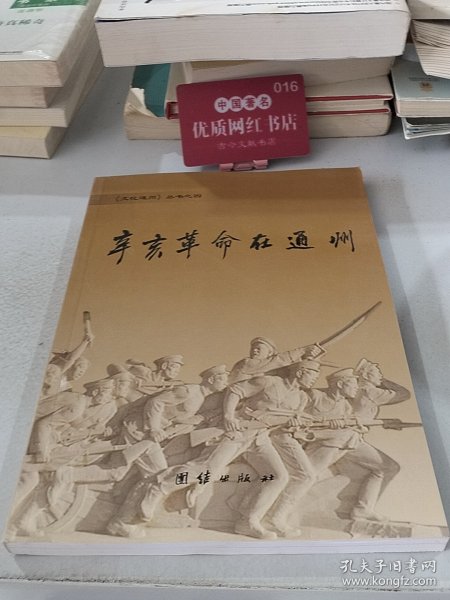 016
中国著名
优质网红书店
古今文献书店
《文化通州》丛书之四
辛亥革命在通州
團结出版社
孔夫子旧书网
www.kongfz.com